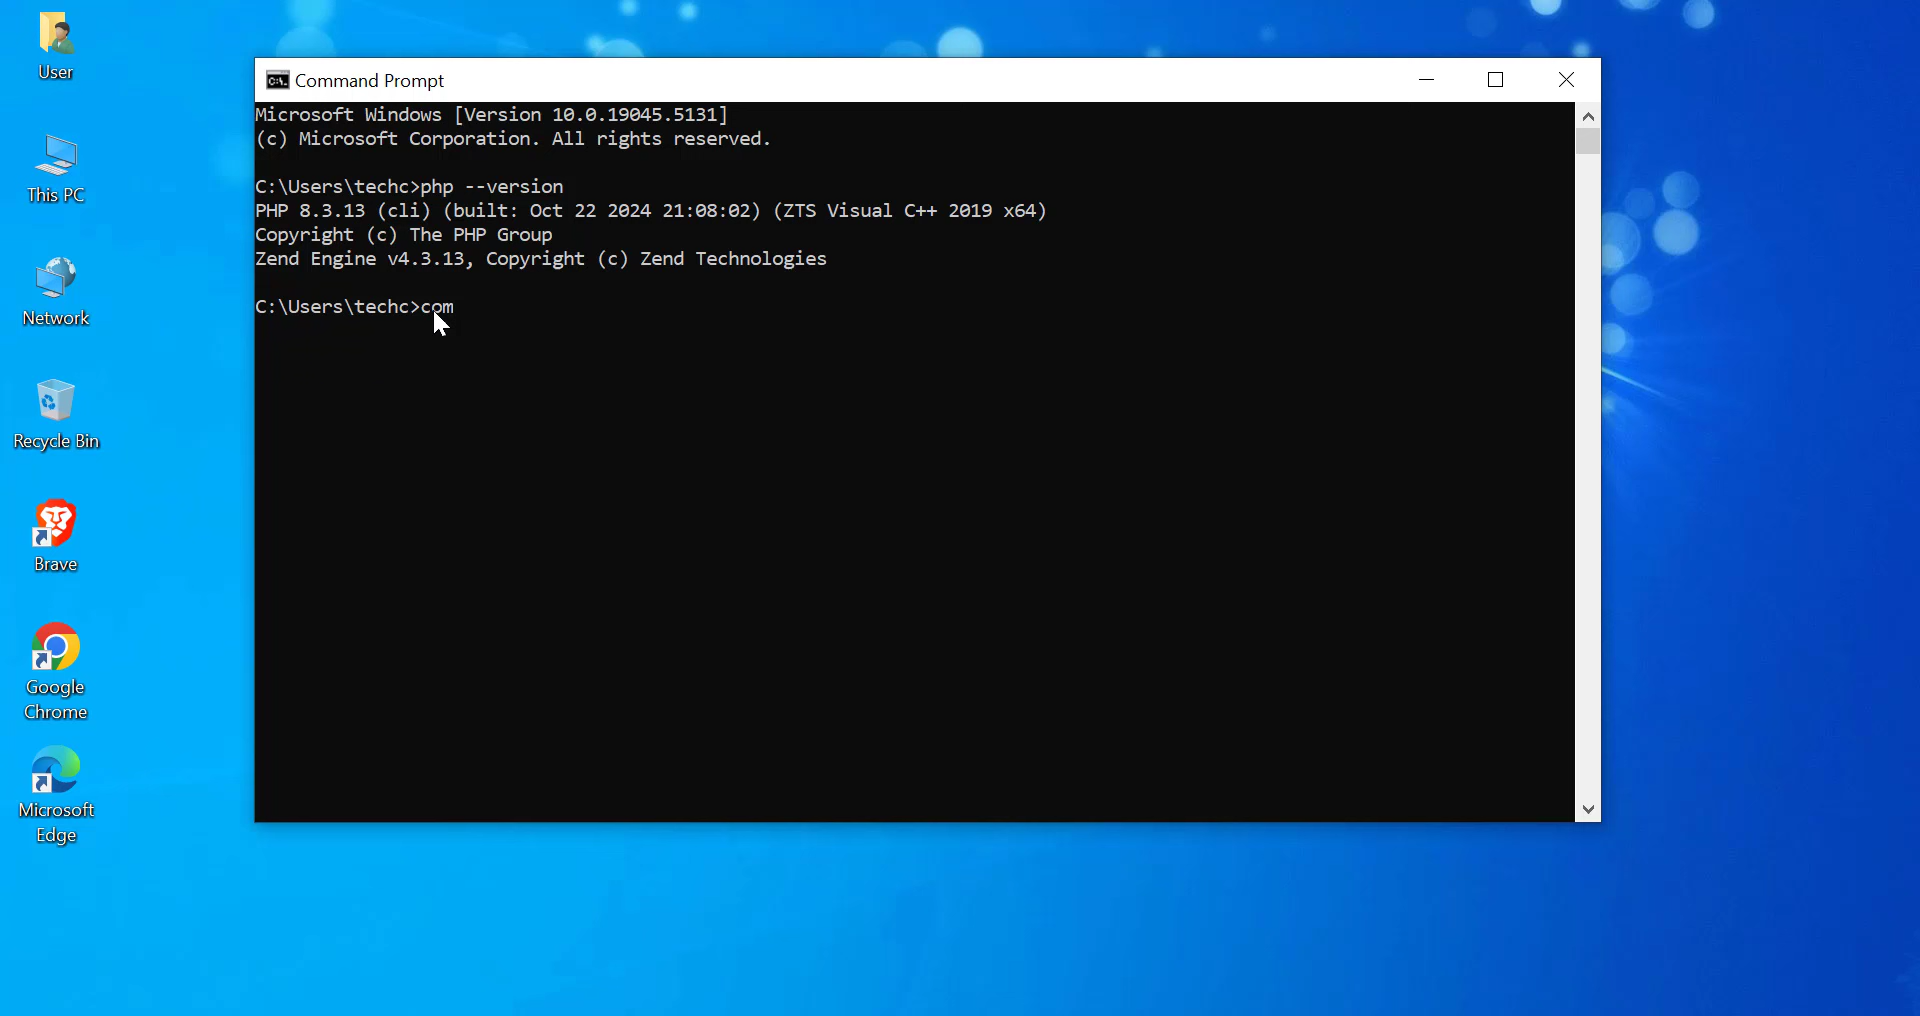 User
This PC
Network
Recycle Bin
Brave
Google
Chrome
Microsoft
Edge
C:\.
Command Prompt
Microsoft Windows [Version 10.0.19045.5131]
(c) Microsoft Corporation. All rights reserved.
C:\Users\techc>php --version
PHP 8.3.13 (cli) (built: Oct 22 2024 21:08:02) (ZTS Visual C++ 2019 x64)
Copyright (c) The PHP Group
Zend Engine v4.3.13, Copyright (c) Zend Technologies
C:\Users\techc>com